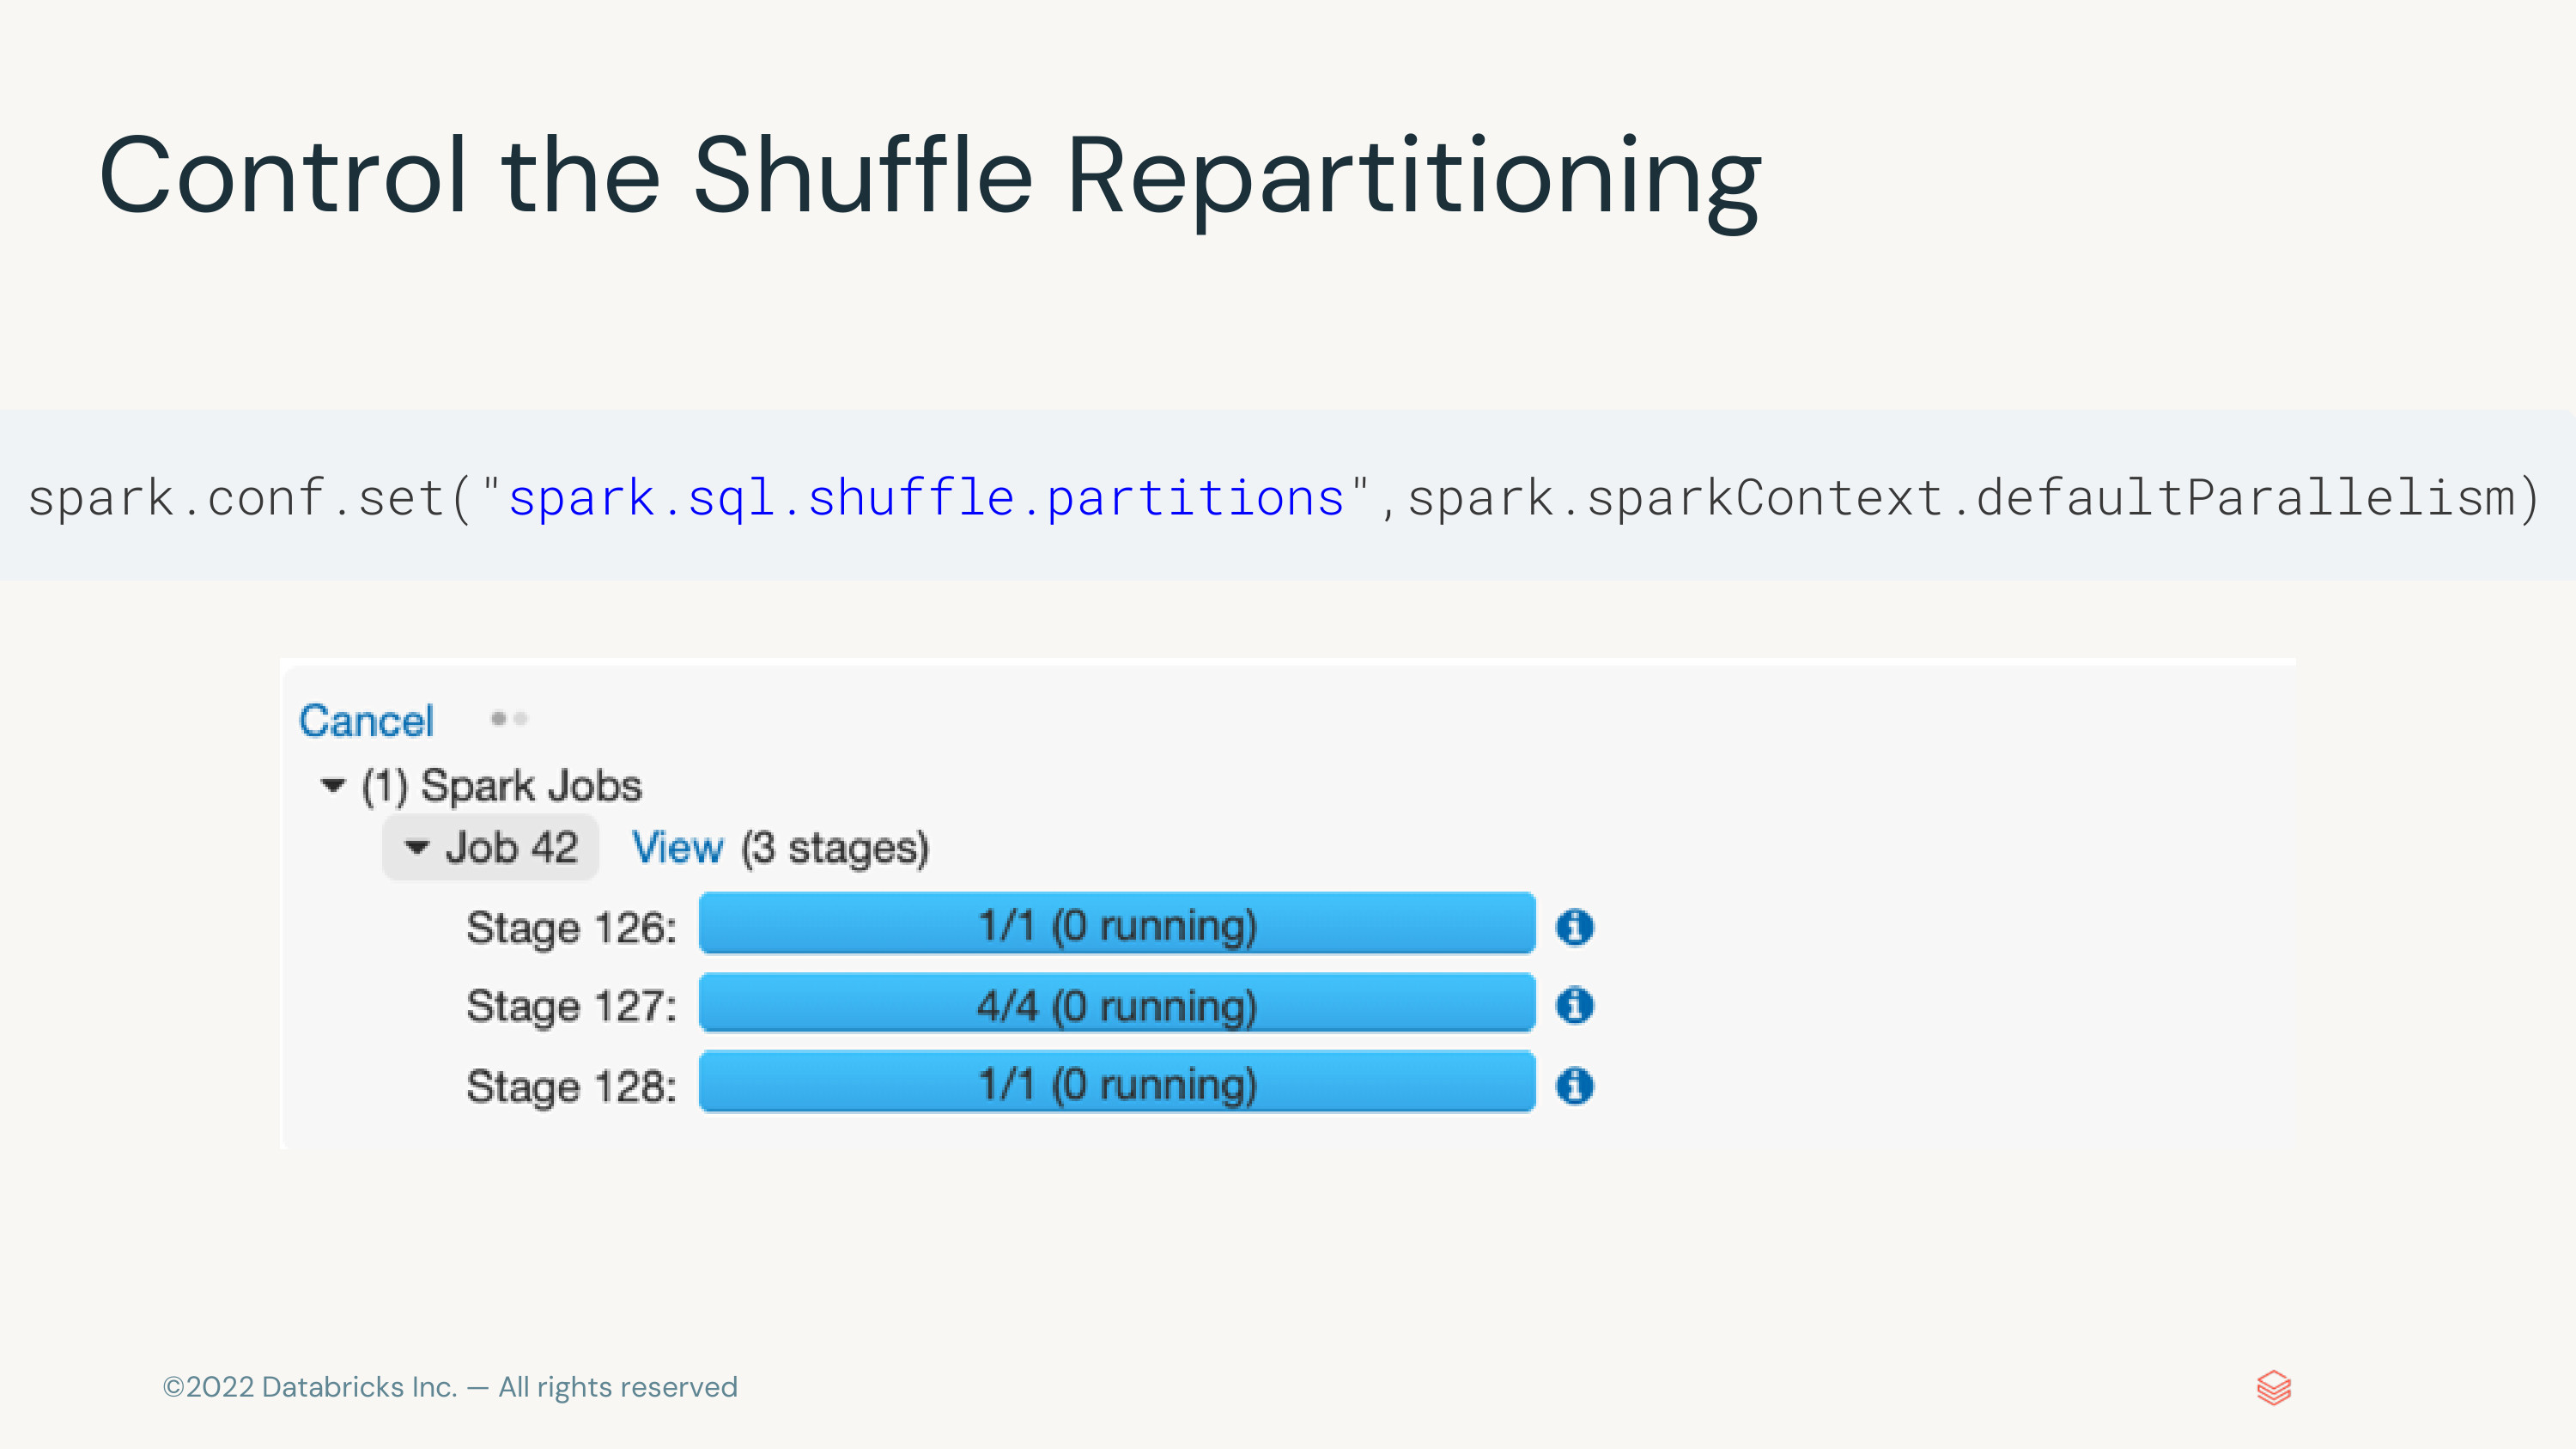 Control the Shuffle Repartitioning
spark.conf.set("spark.sql.shuffle.partitions",spark.sparkContext.defaultParallelism)
Cancel
(1) Spark Jobs
Job 42 View (3 stages)
Stage 126: 1/1 (0 running)
Stage 127: 4/4 (0 running)
Stage 128: 1/1 (0 running)
©2022 Databricks Inc. — All rights reserved